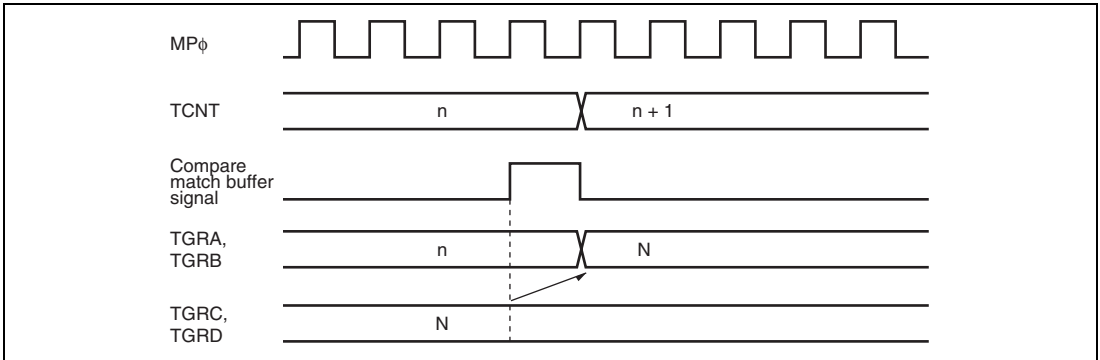 MPϕ
TCNT
n
n + 1
Compare
match buffer
signal
TGRA,
TGRB
n
N
TGRC,
TGRD
N